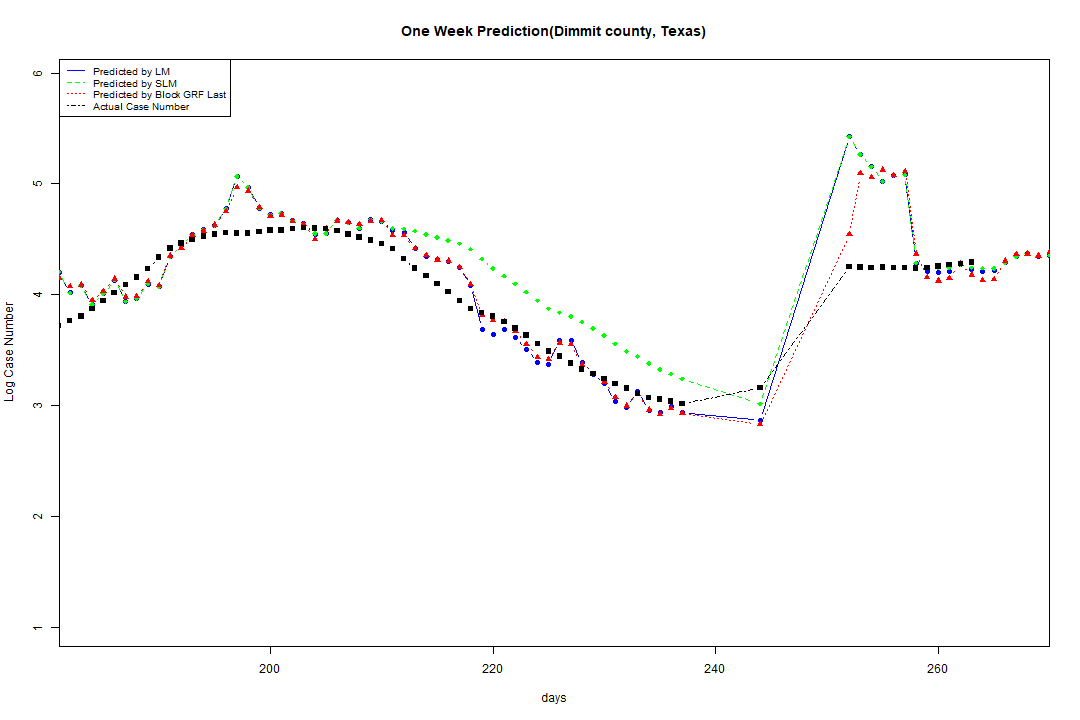 One Week Prediction(Dimmit county, Texas)
Predicted by LM
Predicted by SLM
Predicted by Block GRF Last
Actual Case Number
6
5
4
3
2
1
Log Case Number
200 220 240 260
days